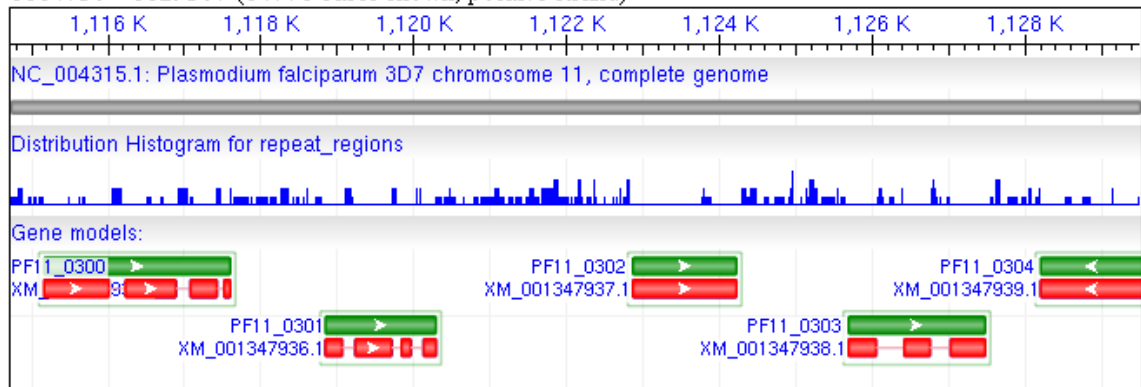 1,116 K 1,118 K 1,120 K 1,122 K 1,124 K 1,126 K 1,128 K
NC_004315.1: Plasmodium falciparum 3D7 chromosome 11, complete genome
Distribution Histogram for repeat_regions
Gene models:
PF11_0300 PF11_0302 PF11_0304
XM_ XM_001347937.1 XM_001347939.1
PF11_0301 PF11_0303
XM_001347936.1 XM_001347938.1